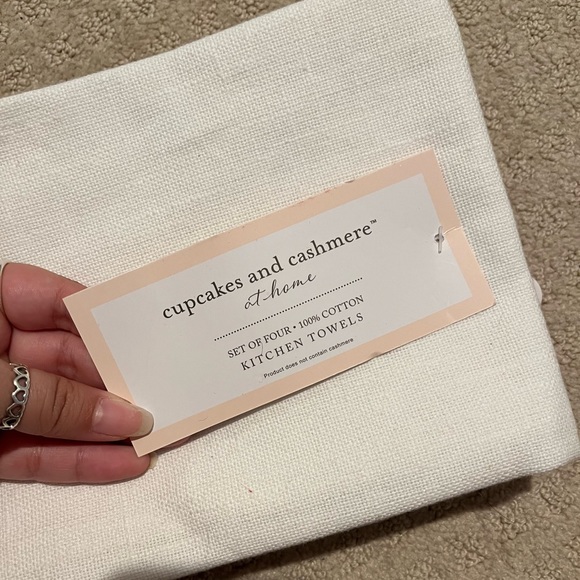 cupcakes and cashmere™
at home
SET OF FOUR • 100% COTTON
KITCHEN TOWELS
Product does not contain cashmere